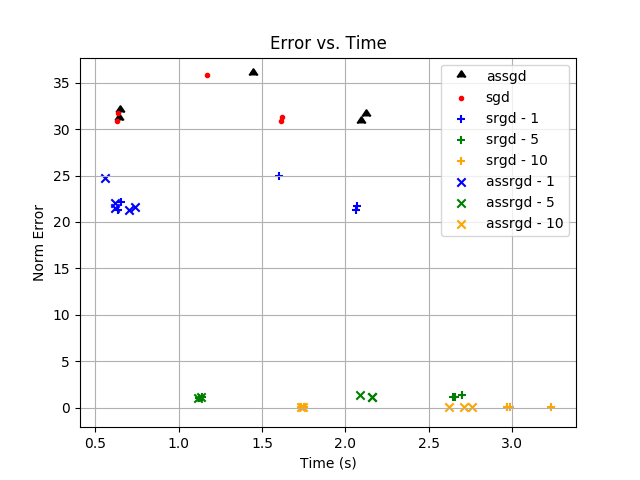 Error vs. Time
35
30
25
20
15
10
5
0
Norm Error
0.5 1.0 1.5 2.0 2.5 3.0
Time (s)
assgd
sgd
srgd - 1
srgd - 5
srgd - 10
assrgd - 1
assrgd - 5
assrgd - 10